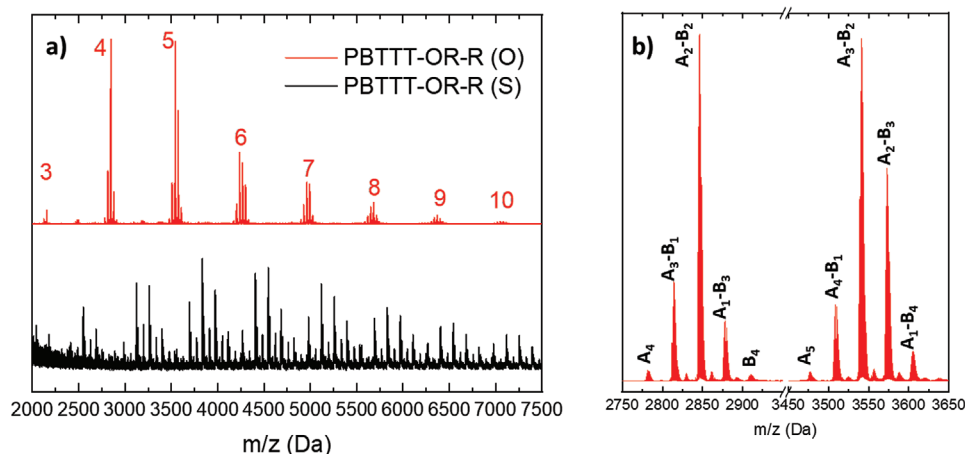 a)
PBTTT-OR-R (O)
PBTTT-OR-R (S)
3
4
5
6
7
8
9
10
2000 2500 3000 3500 4000 4500 5000 5500 6000 6500 7000 7500
m/z (Da)
b)
A₄
A₃-B₁
A₂-B₂
A₁-B₃
B₄
A₅
A₄-B₁
A₃-B₂
A₂-B₃
A₁-B₄
2750 2800 2850 2900 3450 3500 3550 3600 3650
m/z (Da)